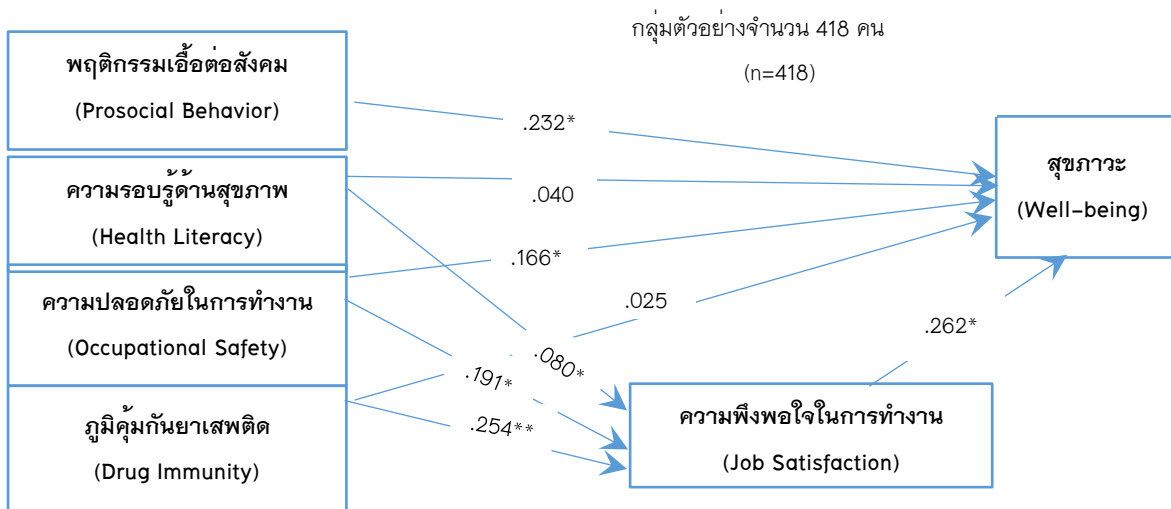 กลุ่มตัวอย่างจำนวน 418 คน
(n=418)
พฤติกรรมเอื้อต่อสังคม
(Prosocial Behavior)
.232*
สุขภาวะ
(Well-being)
ความรอบรู้ด้านสุขภาพ
(Health Literacy)
.040
.166*
ความปลอดภัยในการทำงาน
(Occupational Safety)
.025
.262*
.080*
.191*
.254**
ภูมิคุ้มกันยาเสพติด
(Drug Immunity)
ความพึงพอใจในการทำงาน
(Job Satisfaction)